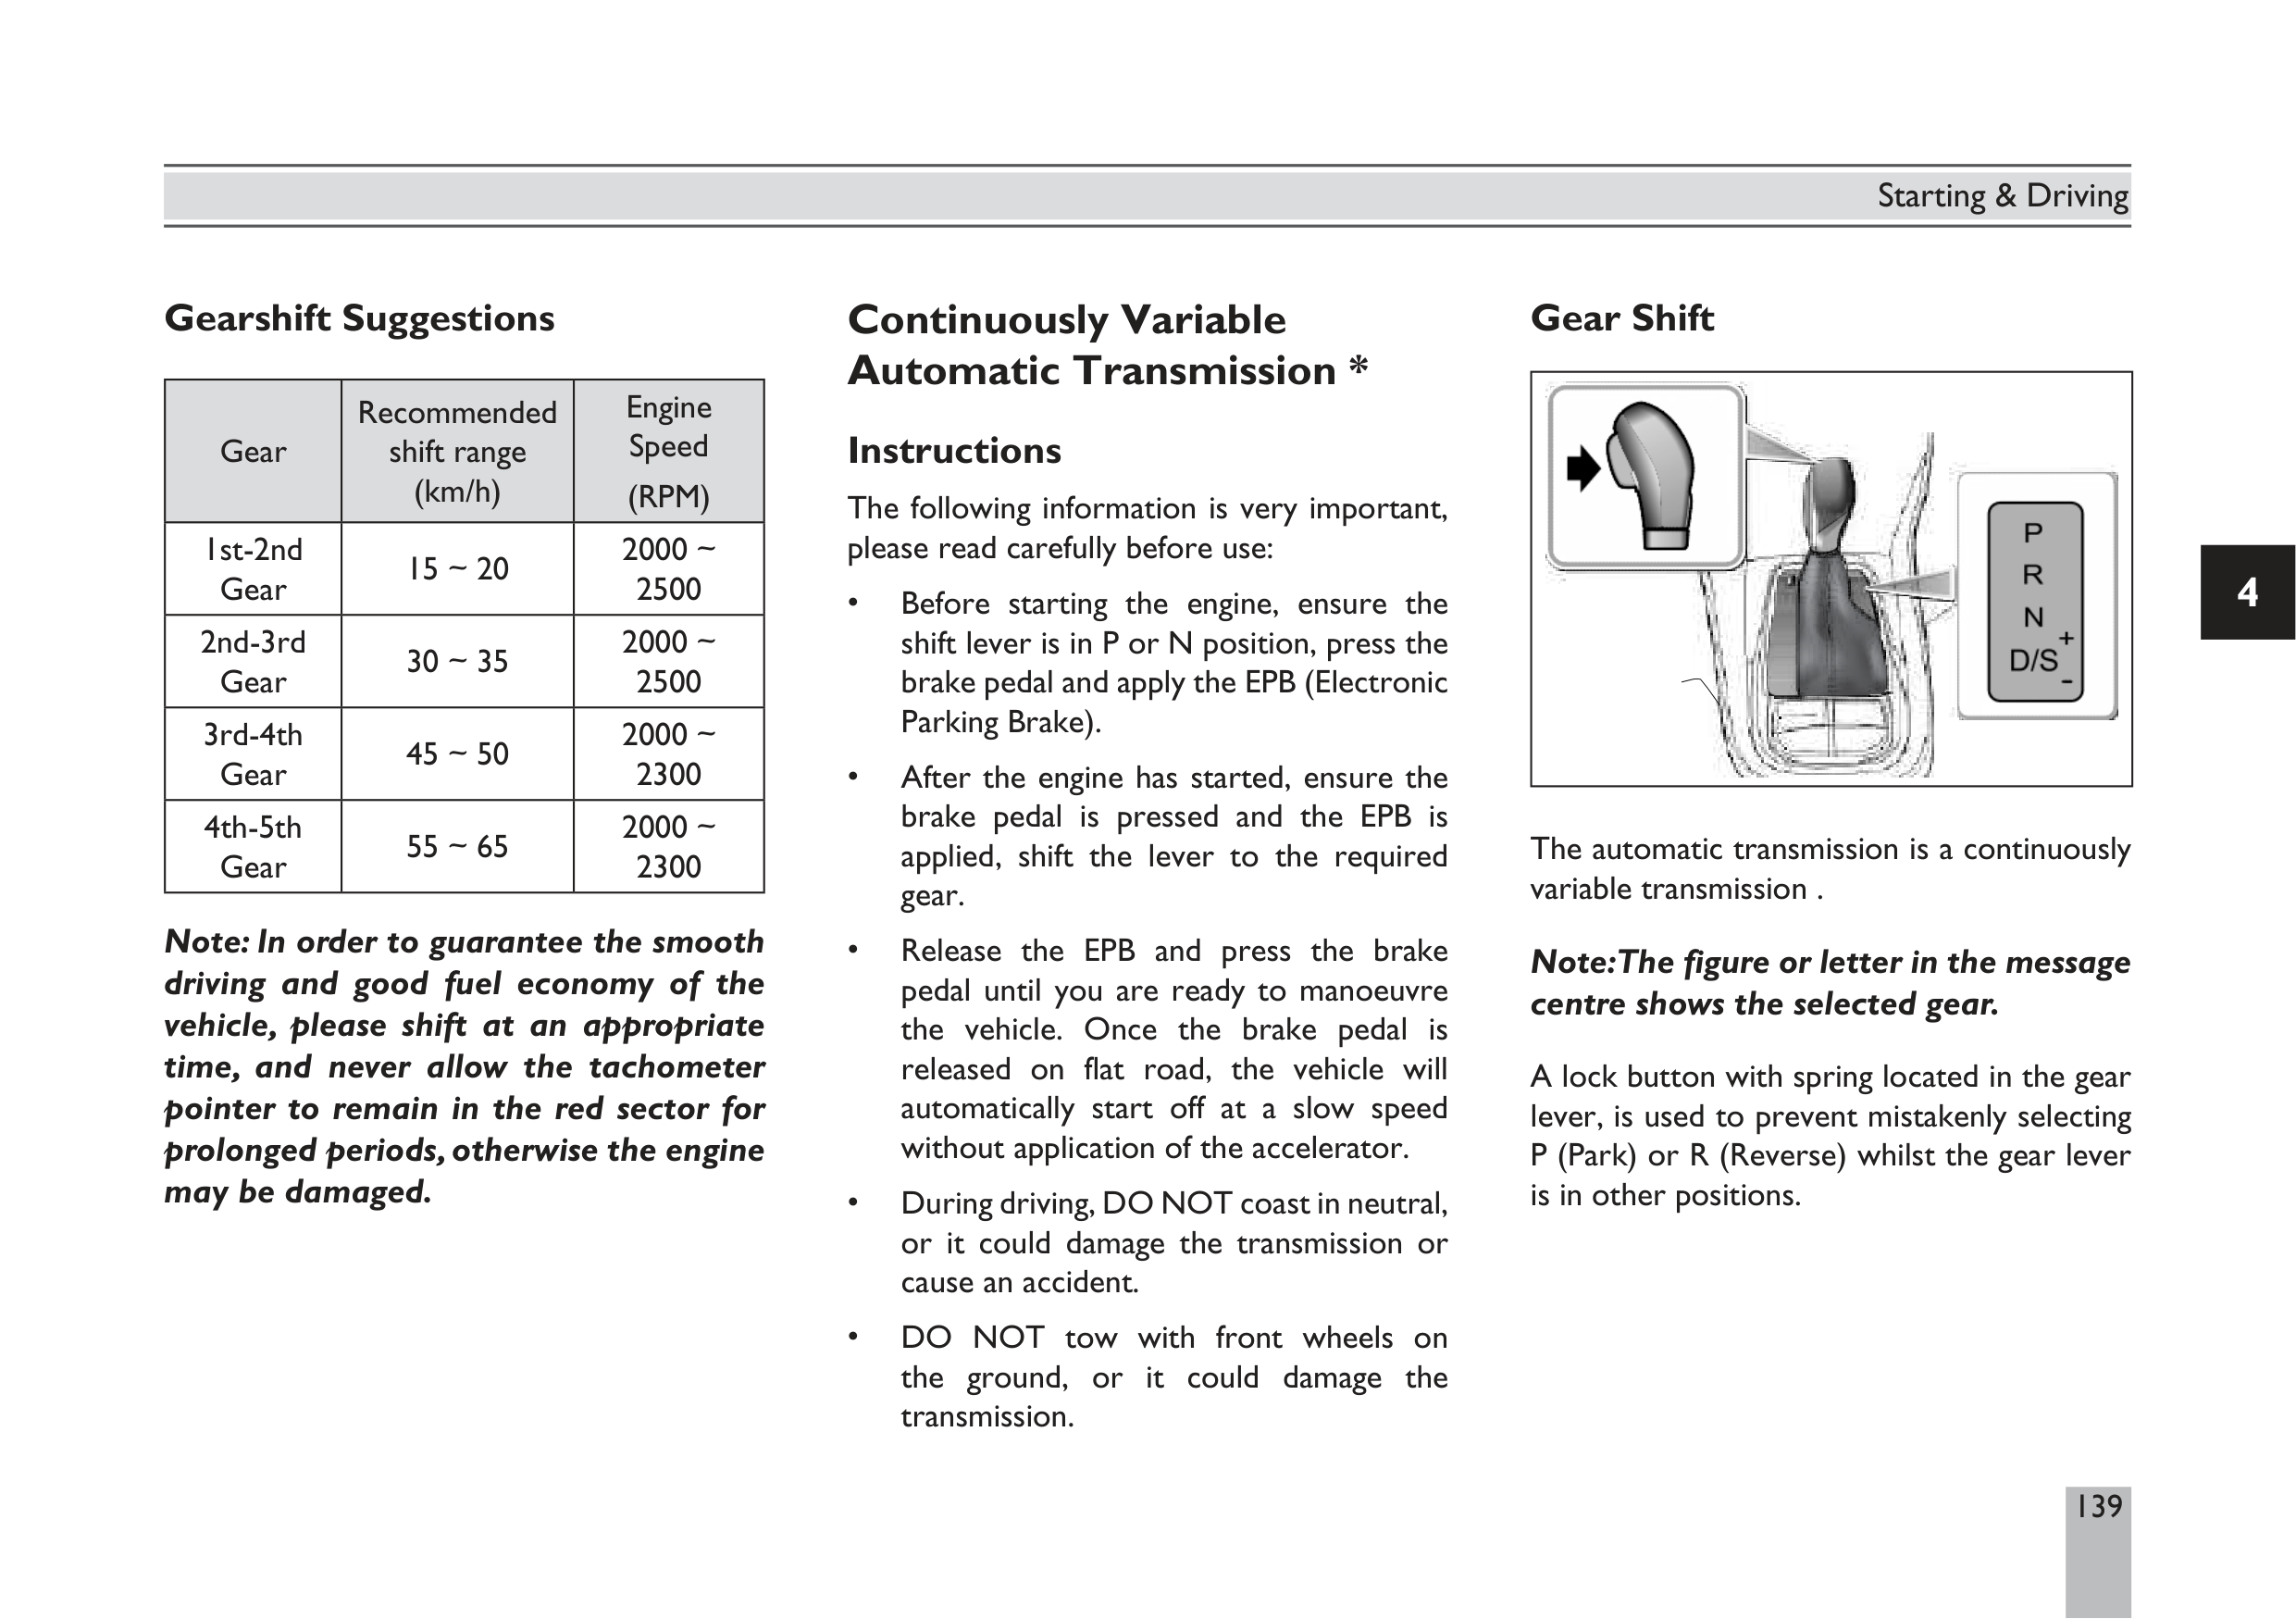 Starting & Driving
Gearshift Suggestions
Gear
Recommended
shift range
(km/h)
Engine
Speed
(RPM)
1st-2nd
Gear
15 ~ 20
2000 ~
2500
2nd-3rd
Gear
30 ~ 35
2000 ~
2500
3rd-4th
Gear
45 ~ 50
2000 ~
2300
4th-5th
Gear
55 ~ 65
2000 ~
2300
Note: In order to guarantee the smooth
driving and good fuel economy of the
vehicle, please shift at an appropriate
time, and never allow the tachometer
pointer to remain in the red sector for
prolonged periods, otherwise the engine
may be damaged.
Continuously Variable
Automatic Transmission *
Instructions
The following information is very important,
please read carefully before use:
• Before starting the engine, ensure the
shift lever is in P or N position, press the
brake pedal and apply the EPB (Electronic
Parking Brake).
• After the engine has started, ensure the
brake pedal is pressed and the EPB is
applied, shift the lever to the required
gear.
• Release the EPB and press the brake
pedal until you are ready to manoeuvre
the vehicle. Once the brake pedal is
released on flat road, the vehicle will
automatically start off at a slow speed
without application of the accelerator.
• During driving, DO NOT coast in neutral,
or it could damage the transmission or
cause an accident.
• DO NOT tow with front wheels on
the ground, or it could damage the
transmission.
Gear Shift
P
R
N
D/S
+
-
The automatic transmission is a continuously
variable transmission .
Note:The figure or letter in the message
centre shows the selected gear.
A lock button with spring located in the gear
lever, is used to prevent mistakenly selecting
P (Park) or R (Reverse) whilst the gear lever
is in other positions.
4
139